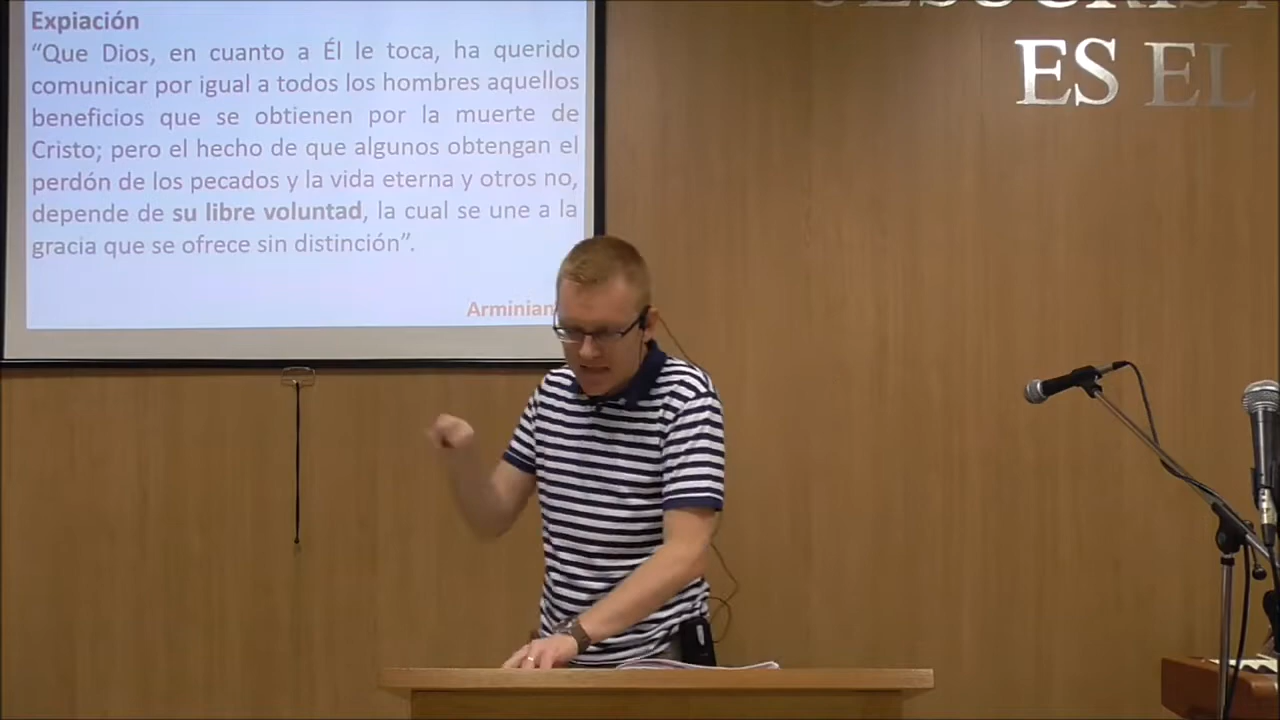 Expiación
“Que Dios, en cuanto a Él le toca, ha querido
comunicar por igual a todos los hombres aquellos
beneficios que se obtienen por la muerte de
Cristo; pero el hecho de que algunos obtengan el
perdón de los pecados y la vida eterna y otros no,
depende de su libre voluntad, la cual se une a la
gracia que se ofrece sin distinción”.
ES EL